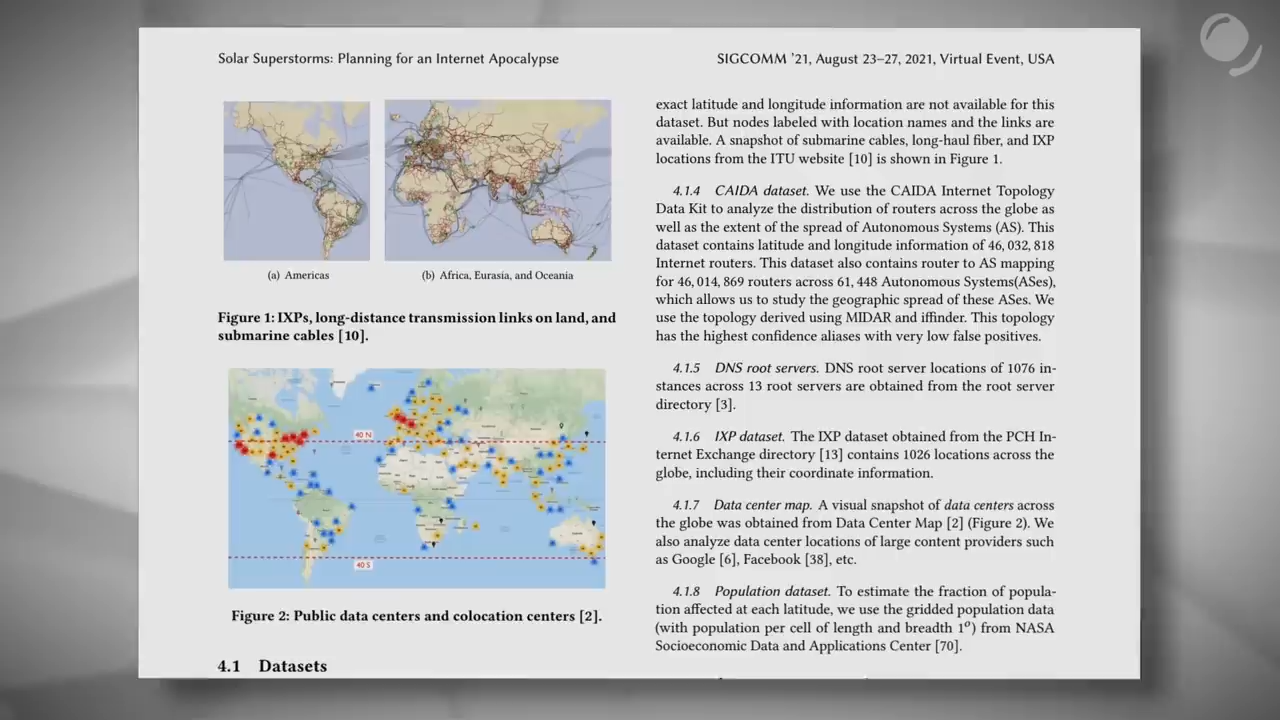 Solar Superstorms: Planning for an Internet Apocalypse
SIGCOMM '21, August 23–27, 2021, Virtual Event, USA
(a) Americas
(b) Africa, Eurasia, and Oceania
Figure 1: IXPs, long-distance transmission links on land, and
submarine cables [10].
40 N
40 S
Figure 2: Public data centers and colocation centers [2].
4.1 Datasets
exact latitude and longitude information are not available for this
dataset. But nodes labeled with location names and the links are
available. A snapshot of submarine cables, long-haul fiber, and IXP
locations from the ITU website [10] is shown in Figure 1.
4.1.4 CAIDA dataset. We use the CAIDA Internet Topology
Data Kit to analyze the distribution of routers across the globe as
well as the extent of the spread of Autonomous Systems (AS). This
dataset contains latitude and longitude information of 46, 032, 818
Internet routers. This dataset also contains router to AS mapping
for 46, 014, 869 routers across 61, 448 Autonomous Systems(ASes),
which allows us to study the geographic spread of these ASes. We
use the topology derived using MIDAR and iffinder. This topology
has the highest confidence aliases with very low false positives.
4.1.5 DNS root servers. DNS root server locations of 1076 in-
stances across 13 root servers are obtained from the root server
directory [3].
4.1.6 IXP dataset. The IXP dataset obtained from the PCH In-
ternet Exchange directory [13] contains 1026 locations across the
globe, including their coordinate information.
4.1.7 Data center map. A visual snapshot of data centers across
the globe was obtained from Data Center Map [2] (Figure 2). We
also analyze data center locations of large content providers such
as Google [6], Facebook [38], etc.
4.1.8 Population dataset. To estimate the fraction of popula-
tion affected at each latitude, we use the gridded population data
(with population per cell of length and breadth 1º) from NASA
Socioeconomic Data and Applications Center [70].